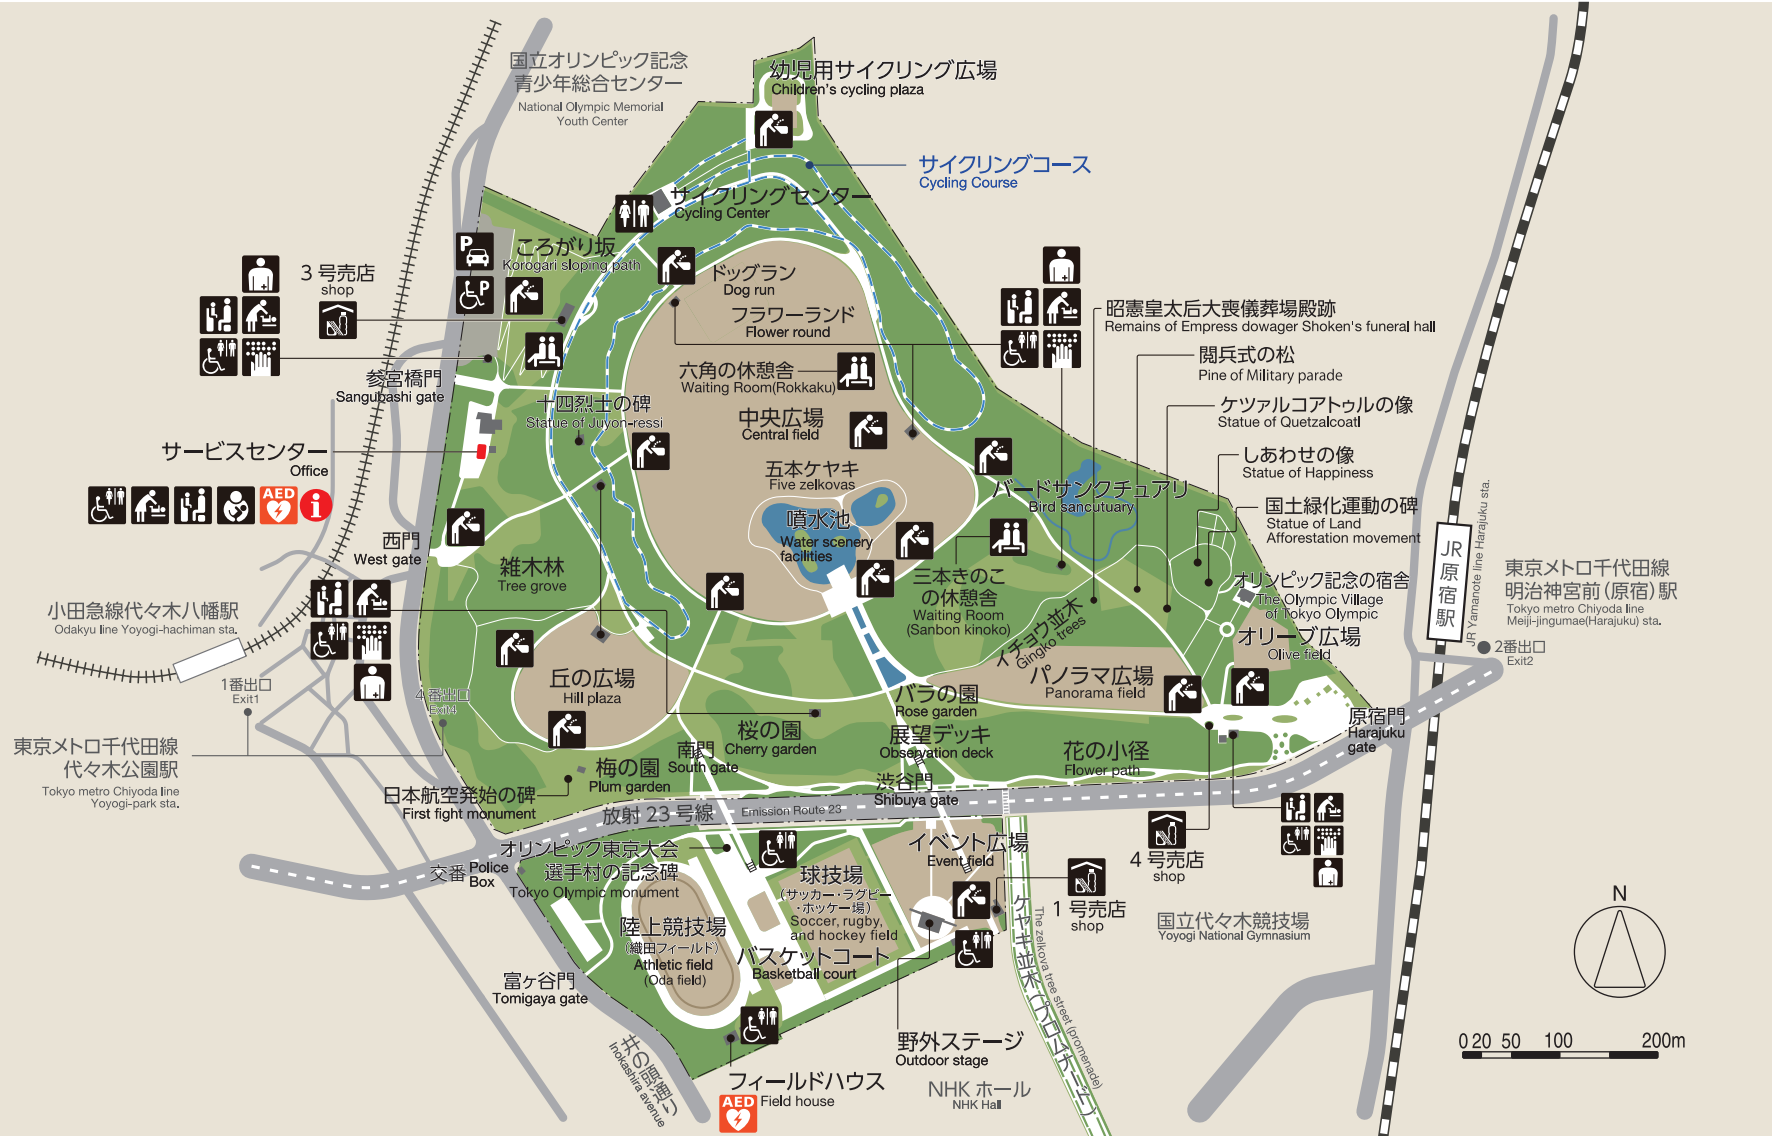 国立オリンピック記念
青少年総合センター
National Olympic Memorial
Youth Center
幼児用サイクリング広場
Children's cycling plaza
サイクリングコース
Cycling Course
サイクリングセンター
Cycling Center
P
P
ころがり坂
Korogari sloping path
3号売店
shop
ドッグラン
Dog run
フラワーランド
Flower round
六角の休憩舎
Waiting Room(Rokkaku)
中央広場
Central field
五本ケヤキ
Five zelkovas
噴水池
Water scenery
facilities
昭憲皇太后大喪儀葬場殿跡
Remains of Empress dowager Shoken's funeral hall
閲兵式の松
Pine of Military parade
ケツァルコアトゥルの像
Statue of Quetzalcoatl
しあわせの像
Statue of Happiness
国土緑化運動の碑
Statue of Land
Afforestation movement
バードサンクチュアリ
Bird sancutuary
参宮橋門
Sangubashi gate
十四烈士の碑
Statue of Juyon-ressi
サービスセンター
Office
AED
i
西門
West gate
雑木林
Tree grove
三本きのこ
の休憩舎
Waiting Room
(Sanbon kinoko)
イチョウ並木
Gingko trees
オリンピック記念の宿舎
The Olympic Village
of Tokyo Olympic
オリーブ広場
Olive field
パノラマ広場
Panorama field
JR原宿駅
JR Yamanote line Harajuku sta.
東京メトロ千代田線
明治神宮前(原宿)駅
Tokyo metro Chiyoda line
Meiji-jingumae(Harajuku) sta.
2番出口
Exit2
小田急線代々木八幡駅
Odakyu line Yoyogi-hachiman sta.
1番出口
Exit1
4番出口
Exit4
東京メトロ千代田線
代々木公園駅
Tokyo metro Chiyoda line
Yoyogi-park sta.
丘の広場
Hill plaza
バラの園
Rose garden
桜の園
Cherry garden
展望デッキ
Observation deck
南門
South gate
梅の園
Plum garden
日本航空発始の碑
First fight monument
渋谷門
Shibuya gate
花の小径
Flower path
原宿門
Harajuku
gate
放射23号線
Emission Route 23
交番 Police
Box
オリンピック東京大会
選手村の記念碑
Tokyo Olympic monument
陸上競技場
(織田フィールド)
Athletic field
(Oda field)
球技場
(サッカー・ラグビー
・ホッケー場)
Soccer, rugby,
and hockey field
バスケットコート
Basketball court
イベント広場
Event field
1号売店
shop
4号売店
shop
国立代々木競技場
Yoyogi National Gymnasium
富ヶ谷門
Tomigaya gate
井の頭通り
Inokashira avenue
フィールドハウス
Field house
AED
野外ステージ
Outdoor stage
NHKホール
NHK Hall
ケヤキ並木(プロムナード)
The zelkova tree street (promenade)
N
0 20 50 100 200m